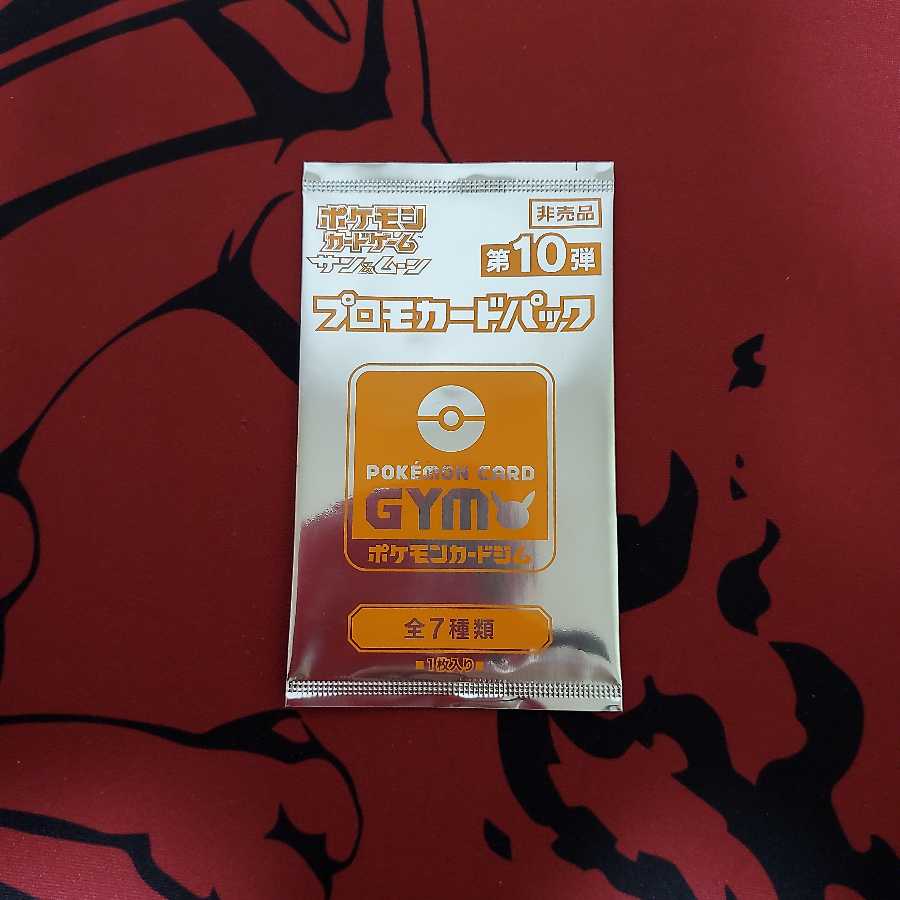 ポケモン
カードゲーム™
サン&ムーン
非売品
第10弾
プロモカードパック
POKÉMON CARD
GYM
ポケモンカードジム
全7種類
1枚入り